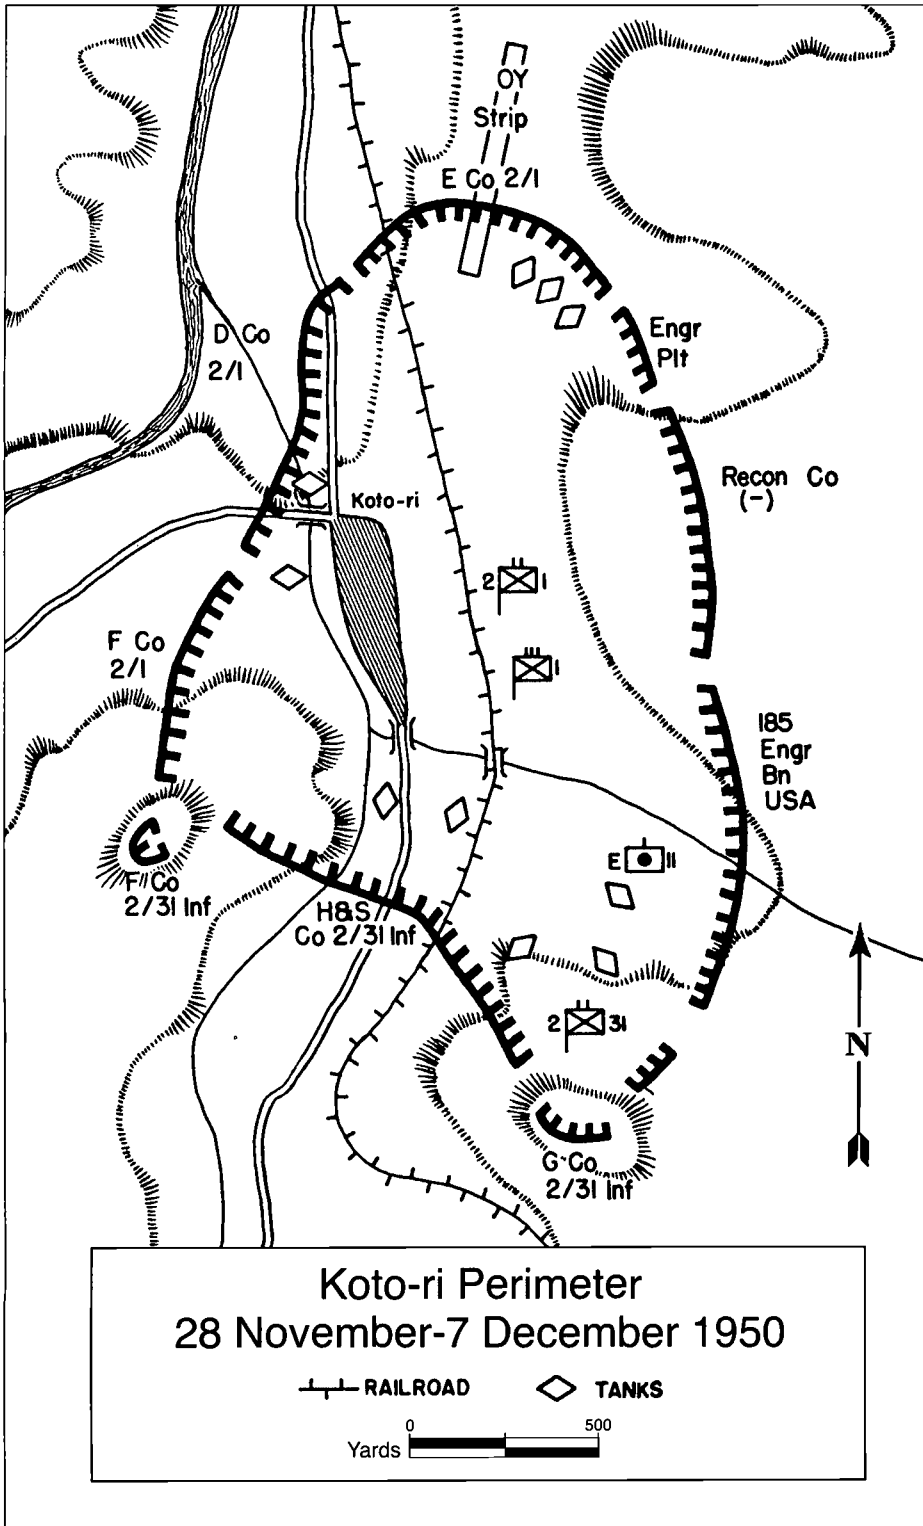 OY
Strip
E Co 2/1
D Co
2/1
Engr
Plt
Recon Co
(-)
Koto-ri
2 1
1
F Co
2/1
185
Engr
Bn
USA
E 11
F Co
2/31 Inf
H&S
Co 2/31 Inf
2 31
N
G Co
2/31 Inf
Koto-ri Perimeter
28 November-7 December 1950
RAILROAD
TANKS
0 500
Yards